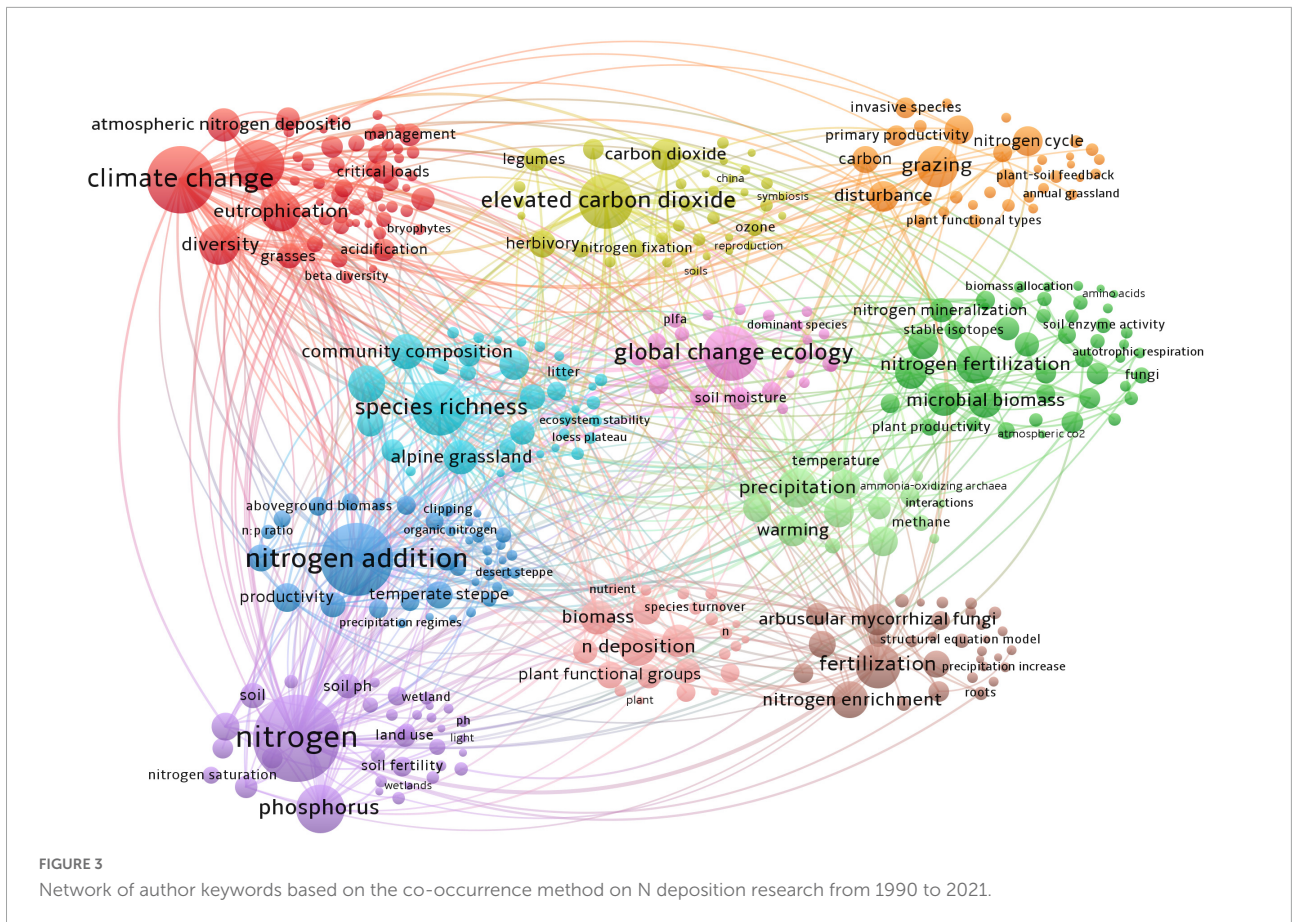 atmospheric nitrogen depositio
management
climate change
critical loads
eutrophication
bryophytes
diversity
grasses
acidification
beta diversity
legumes
carbon dioxide
china
elevated carbon dioxide
symbiosis
ozone
herbivory
nitrogen fixation
reproduction
soils
invasive species
primary productivity
nitrogen cycle
carbon
grazing
plant-soil feedback
disturbance
annual grassland
plant functional types
community composition
litter
species richness
ecosystem stability
loess plateau
alpine grassland
plfa
dominant species
global change ecology
soil moisture
biomass allocation
amino acids
nitrogen mineralization
stable isotopes
soil enzyme activity
autotrophic respiration
nitrogen fertilization
fungi
microbial biomass
plant productivity
atmospheric co2
temperature
precipitation
ammonia-oxidizing archaea
interactions
warming
methane
aboveground biomass
clipping
n:p ratio
organic nitrogen
nitrogen addition
desert steppe
productivity
temperate steppe
precipitation regimes
nutrient
biomass
species turnover
n
n deposition
plant functional groups
plant
arbuscular mycorrhizal fungi
structural equation model
fertilization
precipitation increase
nitrogen enrichment
roots
soil
soil ph
wetland
ph
nitrogen
land use
light
soil fertility
nitrogen saturation
wetlands
phosphorus
FIGURE 3
Network of author keywords based on the co-occurrence method on N deposition research from 1990 to 2021.